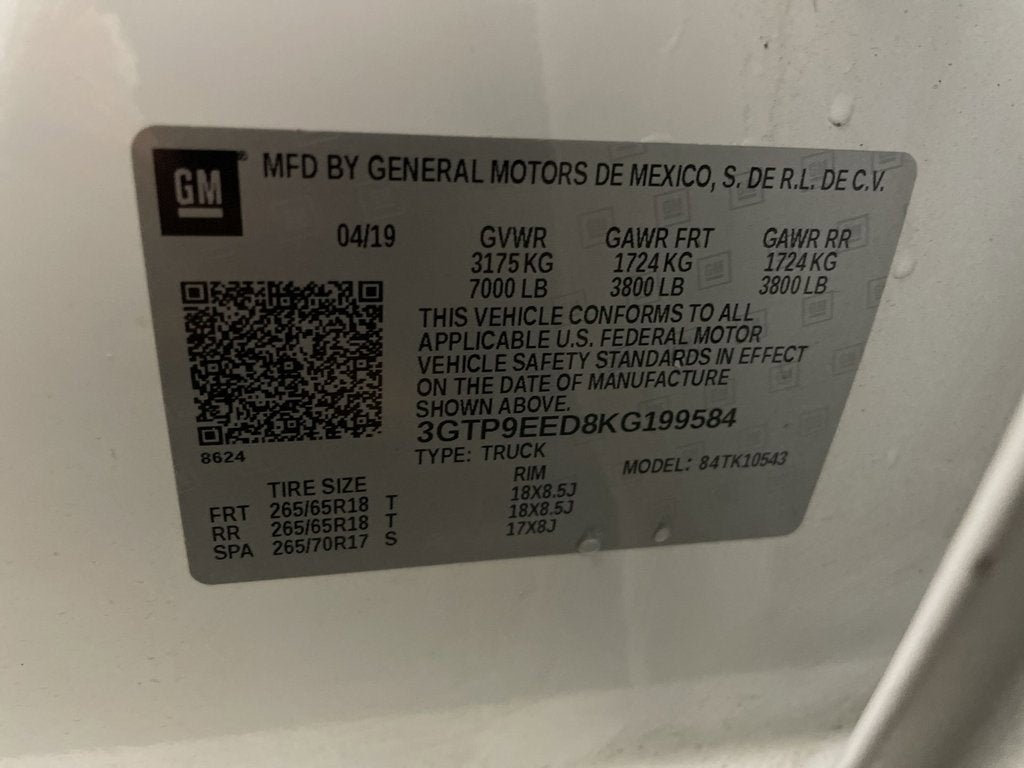 GM
MFD BY GENERAL MOTORS DE MEXICO, S. DE R.L. DE C.V.
04/19 GVWR GAWR FRT GAWR RR
3175 KG 1724 KG 1724 KG
7000 LB 3800 LB 3800 LB
THIS VEHICLE CONFORMS TO ALL
APPLICABLE U.S. FEDERAL MOTOR
VEHICLE SAFETY STANDARDS IN EFFECT
ON THE DATE OF MANUFACTURE
SHOWN ABOVE.
3GTP9EED8KG199584
8624
TYPE: TRUCK MODEL: 84TK10543
TIRE SIZE RIM
FRT 265/65R18 T 18X8.5J
RR 265/65R18 T 18X8.5J
SPA 265/70R17 S 17X8J